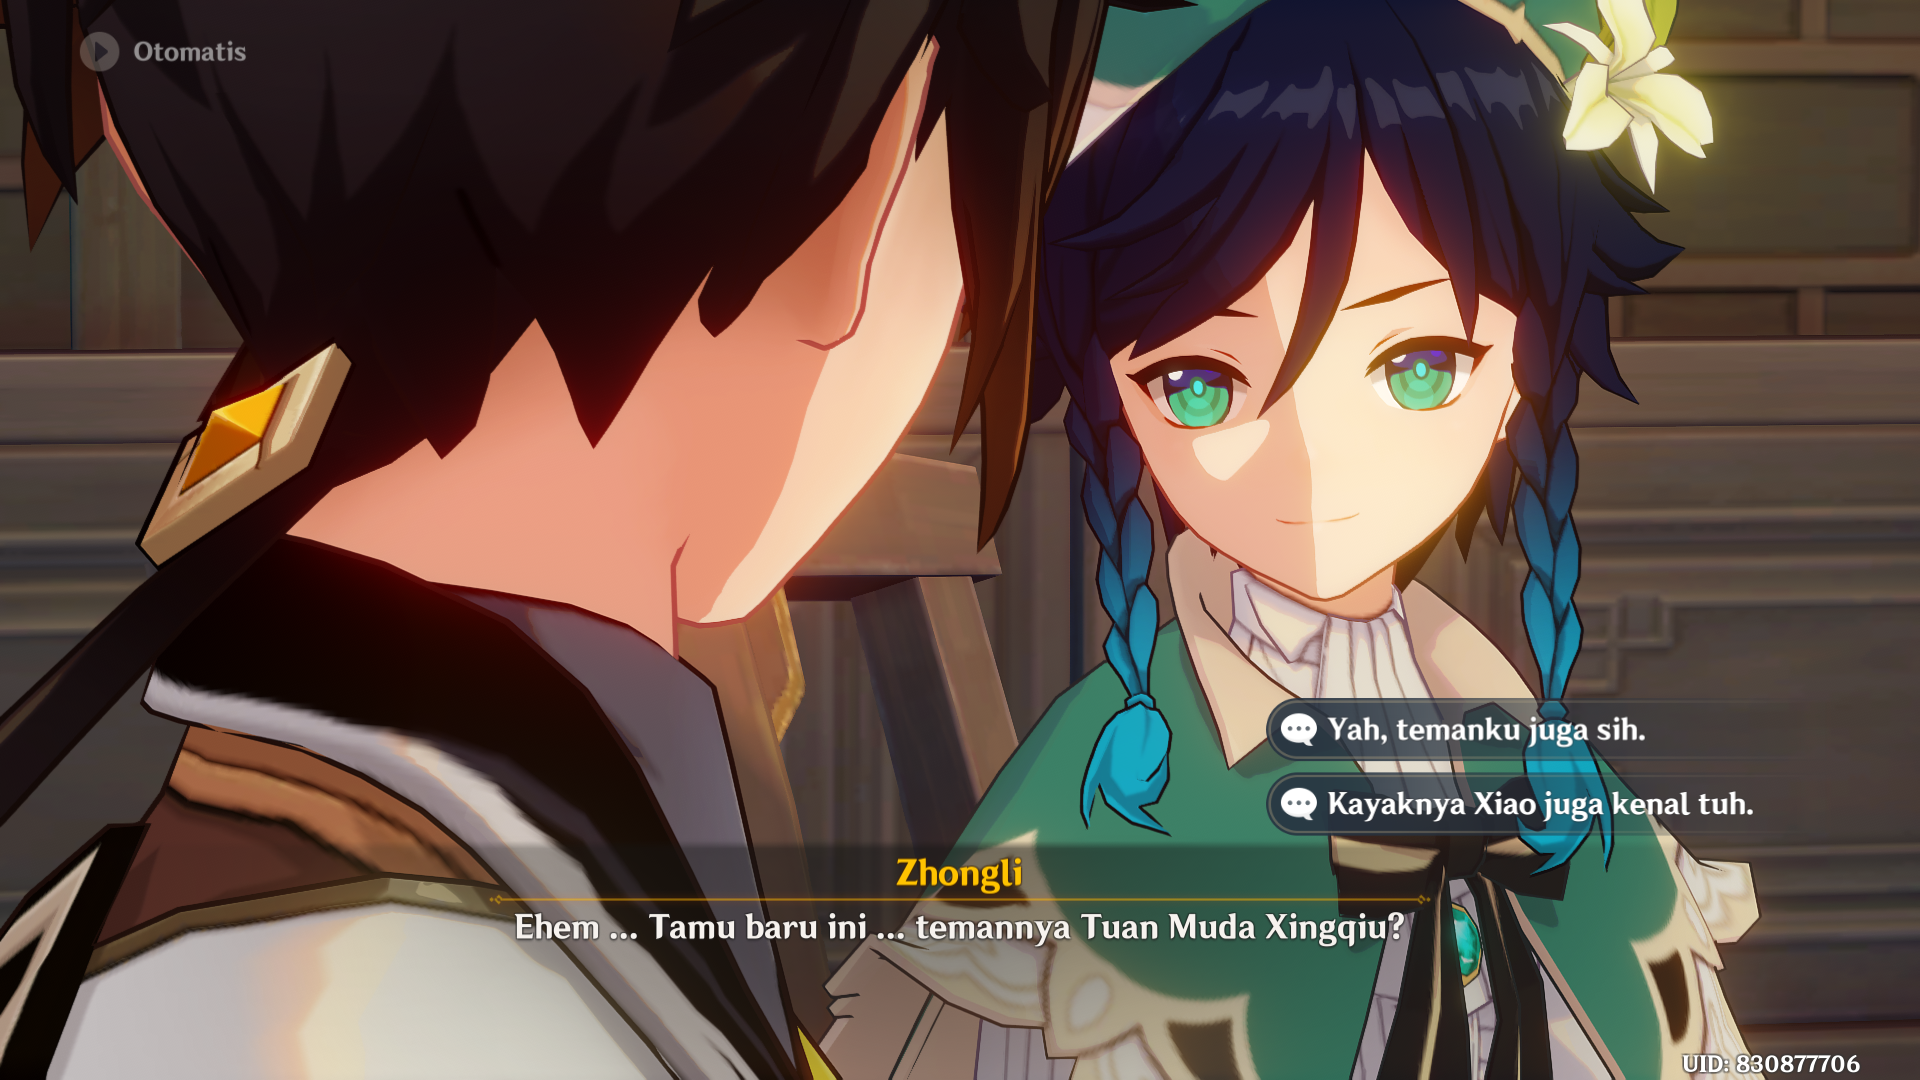 Otomatis
Yah, temanku juga sih.
Kayaknya Xiao juga kenal tuh.
Zhongli
Ehem ... Tamu baru ini ... temannya Tuan Muda Xingqiu?
UID: 830877706